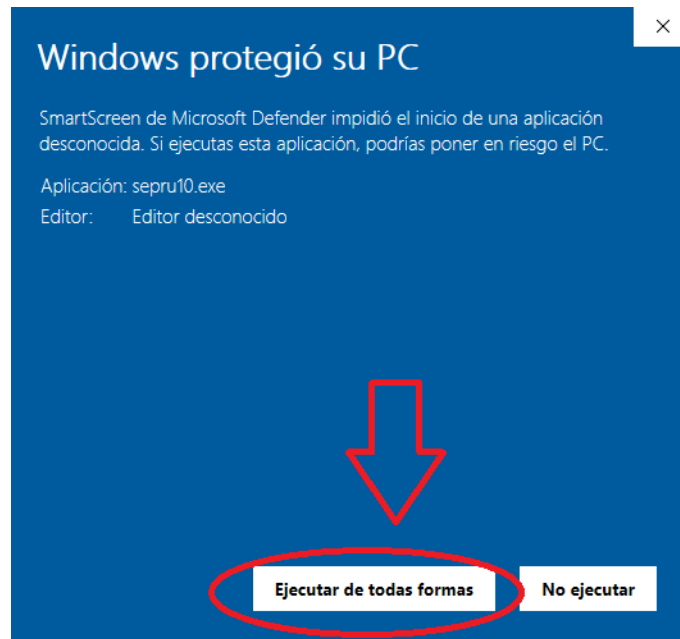 Windows protegió su PC
SmartScreen de Microsoft Defender impidió el inicio de una aplicación
desconocida. Si ejecutas esta aplicación, podrías poner en riesgo el PC.
Aplicación: sepru10.exe
Editor: Editor desconocido
Ejecutar de todas formas No ejecutar